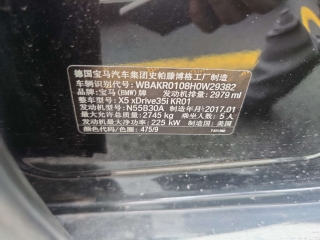 德国宝马汽车集团史帕滕博格工厂制造
车辆识别代号: WBAKR0108H0W29382
品牌: 宝马(BMW)牌 发动机排量: 2979 ml
整车型号: X5 xDrive35i KR01
发动机型号: N55B30A 制造年月: 2017.01
最大允许总质量: 2745 kg 乘坐人数: 5 人
发动机最大净功率: 225 kW 制造国: 美国
颜色代码/色圈: 475/9